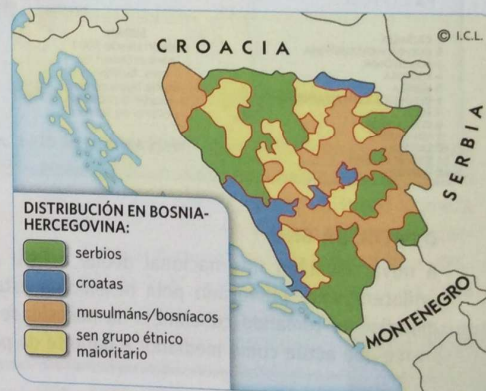 CROACIA
© I.C.L.
SERBIA
MONTENEGRO
DISTRIBUCIÓN EN BOSNIA-
HERCEGOVINA:
serbios
croatas
musulmáns/bosníacos
sen grupo étnico
maioritario